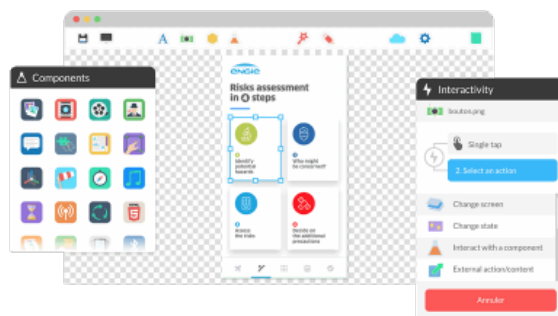 Components
A
ENGIE
Risks assessment
in 4 steps
Identify
potential
hazards
Who might
be concerned?
Assess
the risks
Decide on
the additional
precautions
HTML
5
Interactivity
bouton.png
Single tap
2. Select an action
Change screen
Change state
Interact with a component
External action/content
Annuler